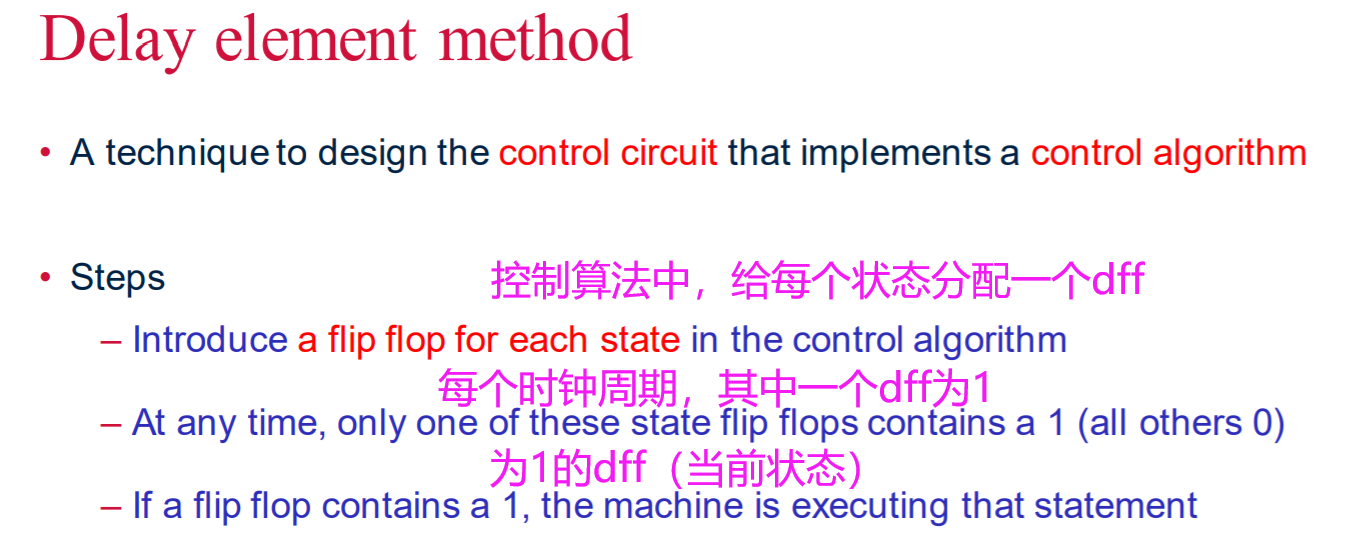 Delay element method
• A technique to design the control circuit that implements a control algorithm
• Steps
控制算法中，给每个状态分配一个dff
– Introduce a flip flop for each state in the control algorithm
每个时钟周期，其中一个dff为1
– At any time, only one of these state flip flops contains a 1 (all others 0)
为1的dff（当前状态）
– If a flip flop contains a 1, the machine is executing that statement